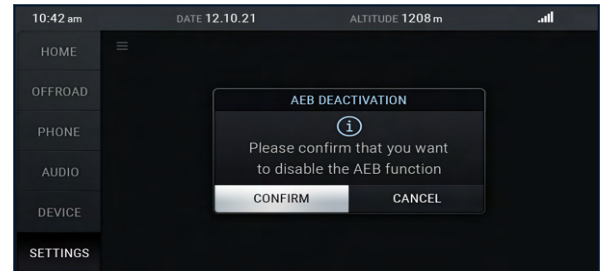 10:42 am DATE 12.10.21 ALTITUDE 1208 m
HOME
OFFROAD
PHONE
AUDIO
DEVICE
SETTINGS
AEB DEACTIVATION
Please confirm that you want
to disable the AEB function
CONFIRM CANCEL